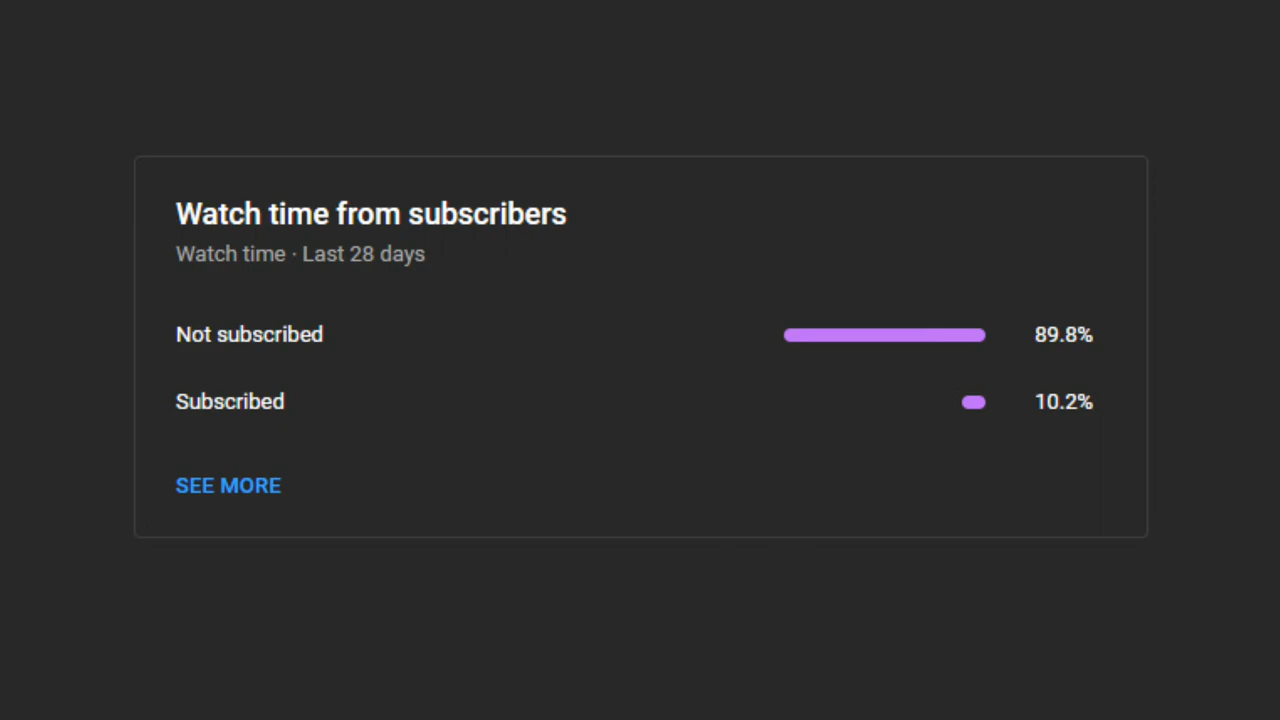 Watch time from subscribers
Watch time · Last 28 days
Not subscribed 89.8%
Subscribed 10.2%
SEE MORE